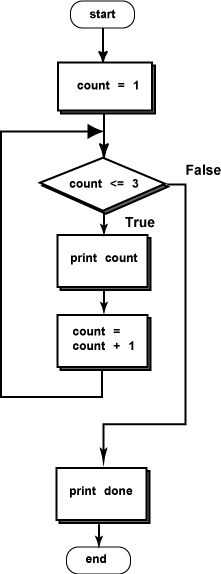 start
count = 1
count <= 3
False
True
print count
count =
count + 1
print done
end